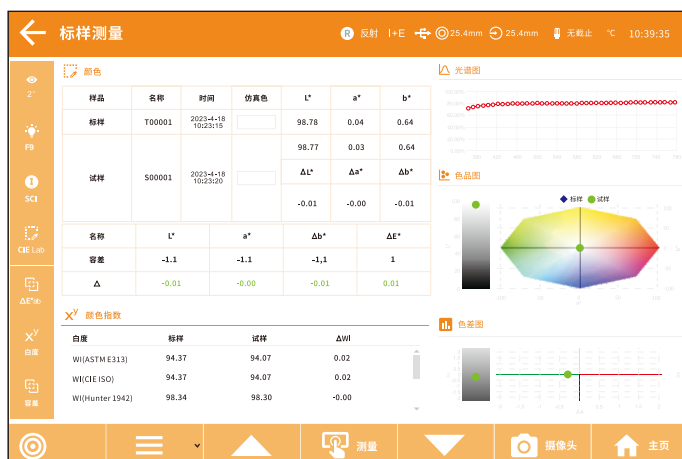 标样测量
R 反射 I+E 25.4mm 25.4mm 无截止 ℃ 10:39:35
2°
F9
SCI
CIE Lab
ΔE*ab
xʸ
白度
容差
颜色
样品 名称 时间 仿真色 L* a* b*
标样 T00001 2023-4-18 10:23:15 98.78 0.04 0.64
98.77 0.03 0.64
试样 S00001 2023-4-18 10:23:20 ΔL* Δa* Δb*
-0.01 -0.00 -0.01
名称 L* a* Δb* ΔE*
容差 -1.1 -1.1 -1,1 1
Δ -0.01 -0.00 -0.01 0.01
xʸ 颜色指数
白度 标样 试样 ΔWI
WI(ASTM E313) 94.37 94.07 0.02
WI(CIE ISO) 94.37 94.07 0.02
WI(Hunter 1942) 98.34 98.30 -0.00
光谱图
色品图
标样 试样
色差图
测量
摄像头
主页